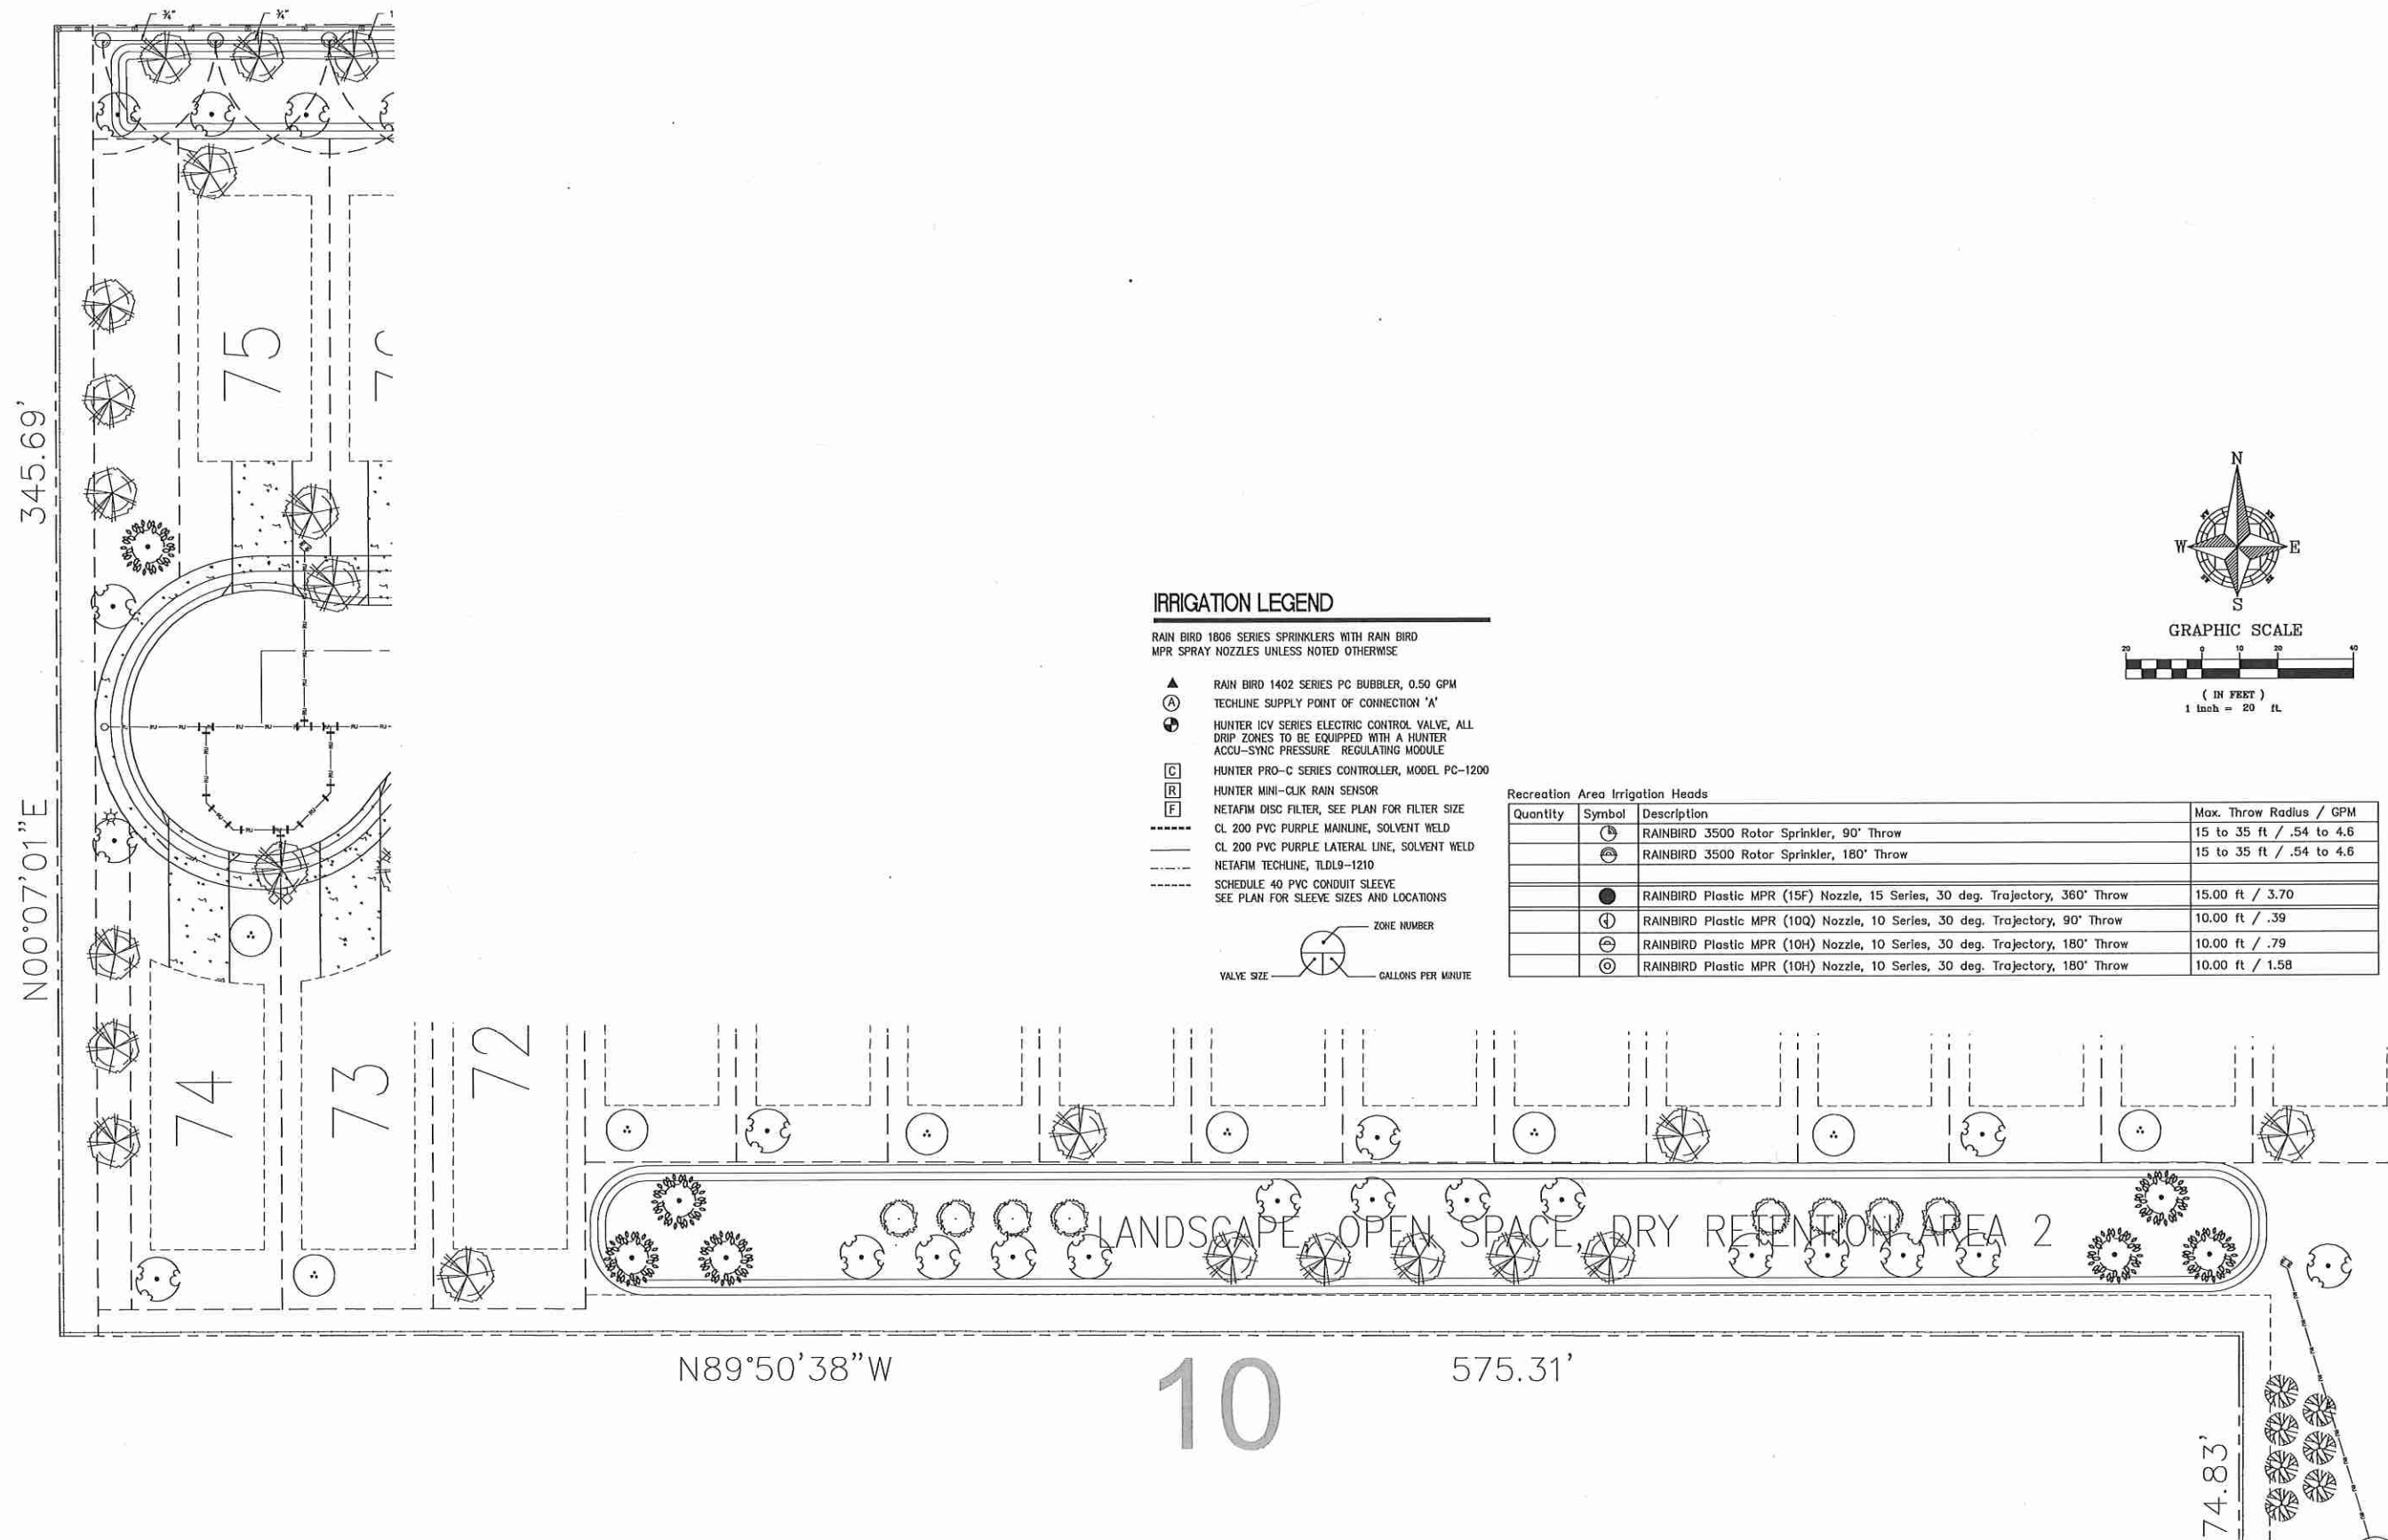 ¾"
¾"
1
345.69'
N00°07'01"E
75
74
73
72
IRRIGATION LEGEND
RAIN BIRD 1806 SERIES SPRINKLERS WITH RAIN BIRD
MPR SPRAY NOZZLES UNLESS NOTED OTHERWISE
RAIN BIRD 1402 SERIES PC BUBBLER, 0.50 GPM
A TECHLINE SUPPLY POINT OF CONNECTION 'A'
HUNTER ICV SERIES ELECTRIC CONTROL VALVE, ALL
DRIP ZONES TO BE EQUIPPED WITH A HUNTER
ACCU-SYNC PRESSURE REGULATING MODULE
C HUNTER PRO-C SERIES CONTROLLER, MODEL PC-1200
R HUNTER MINI-CLIK RAIN SENSOR
F NETAFIM DISC FILTER, SEE PLAN FOR FILTER SIZE
CL 200 PVC PURPLE MAINLINE, SOLVENT WELD
CL 200 PVC PURPLE LATERAL LINE, SOLVENT WELD
NETAFIM TECHLINE, TLDL9-1210
SCHEDULE 40 PVC CONDUIT SLEEVE
SEE PLAN FOR SLEEVE SIZES AND LOCATIONS
ZONE NUMBER
VALVE SIZE GALLONS PER MINUTE
N
W E
S
GRAPHIC SCALE
20 0 10 20 40
( IN FEET )
1 inch = 20 ft.
Recreation Area Irrigation Heads
Quantity Symbol Description Max. Throw Radius / GPM
RAINBIRD 3500 Rotor Sprinkler, 90° Throw 15 to 35 ft / .54 to 4.6
RAINBIRD 3500 Rotor Sprinkler, 180° Throw 15 to 35 ft / .54 to 4.6
RAINBIRD Plastic MPR (15F) Nozzle, 15 Series, 30 deg. Trajectory, 360° Throw 15.00 ft / 3.70
RAINBIRD Plastic MPR (10Q) Nozzle, 10 Series, 30 deg. Trajectory, 90° Throw 10.00 ft / .39
RAINBIRD Plastic MPR (10H) Nozzle, 10 Series, 30 deg. Trajectory, 180° Throw 10.00 ft / .79
RAINBIRD Plastic MPR (10H) Nozzle, 10 Series, 30 deg. Trajectory, 180° Throw 10.00 ft / 1.58
LANDSCAPE, OPEN SPACE, DRY RETENTION AREA 2
N89°50'38"W 575.31'
10
74.83'